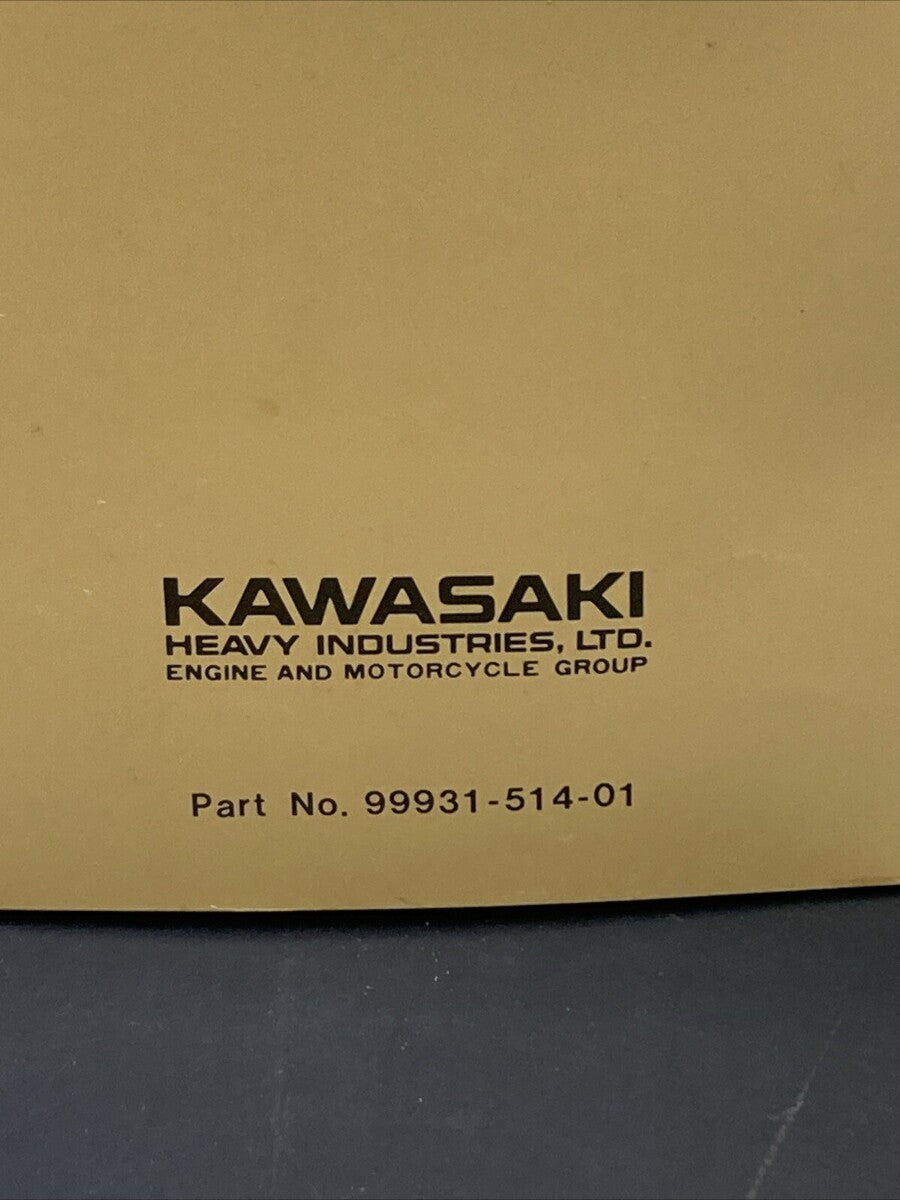 KAWASAKI
HEAVY INDUSTRIES, LTD.
ENGINE AND MOTORCYCLE GROUP
Part No. 99931-514-01